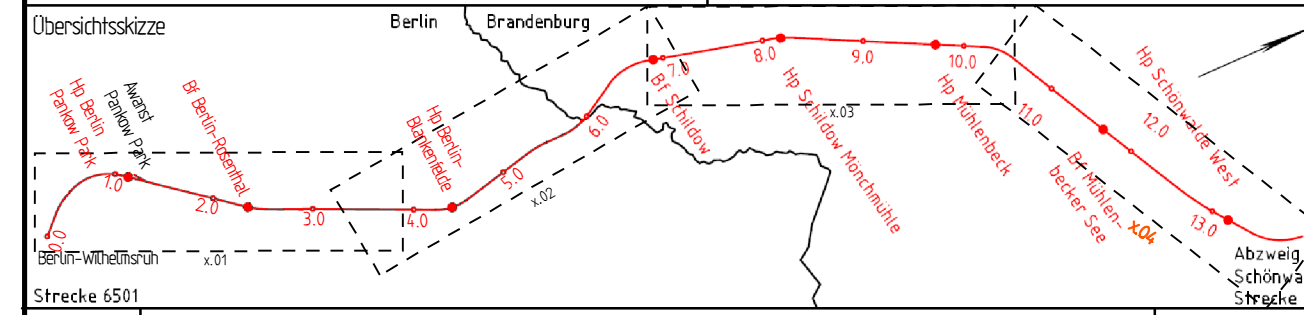 Übersichtsskizze
Berlin
Brandenburg
Hp Berlin
Pankow Park
Awanst
Pankow Park
Bf Berlin-Rosenthal
Hp Berlin-
Blankenfelde
Bf Schildow
Hp Schildow Mönchmühle
Hp Mühlenbeck
Bf Mühlen-
becker See
Hp Schönwalde West
0.0
1.0
2.0
3.0
4.0
5.0
6.0
7.0
8.0
9.0
10.0
11.0
12.0
13.0
x.01
x.02
x.03
x.04
Berlin-Wilhelmsruh
Strecke 6501
Abzweig
Schönwa
Strecke